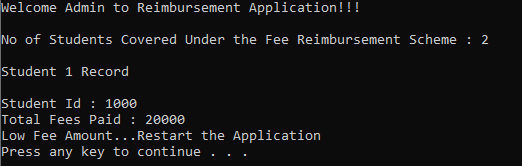 Welcome Admin to Reimbursement Application!!!
No of Students Covered Under the Fee Reimbursement Scheme : 2
Student 1 Record
Student Id : 1000
Total Fees Paid : 20000
Low Fee Amount...Restart the Application
Press any key to continue . . .